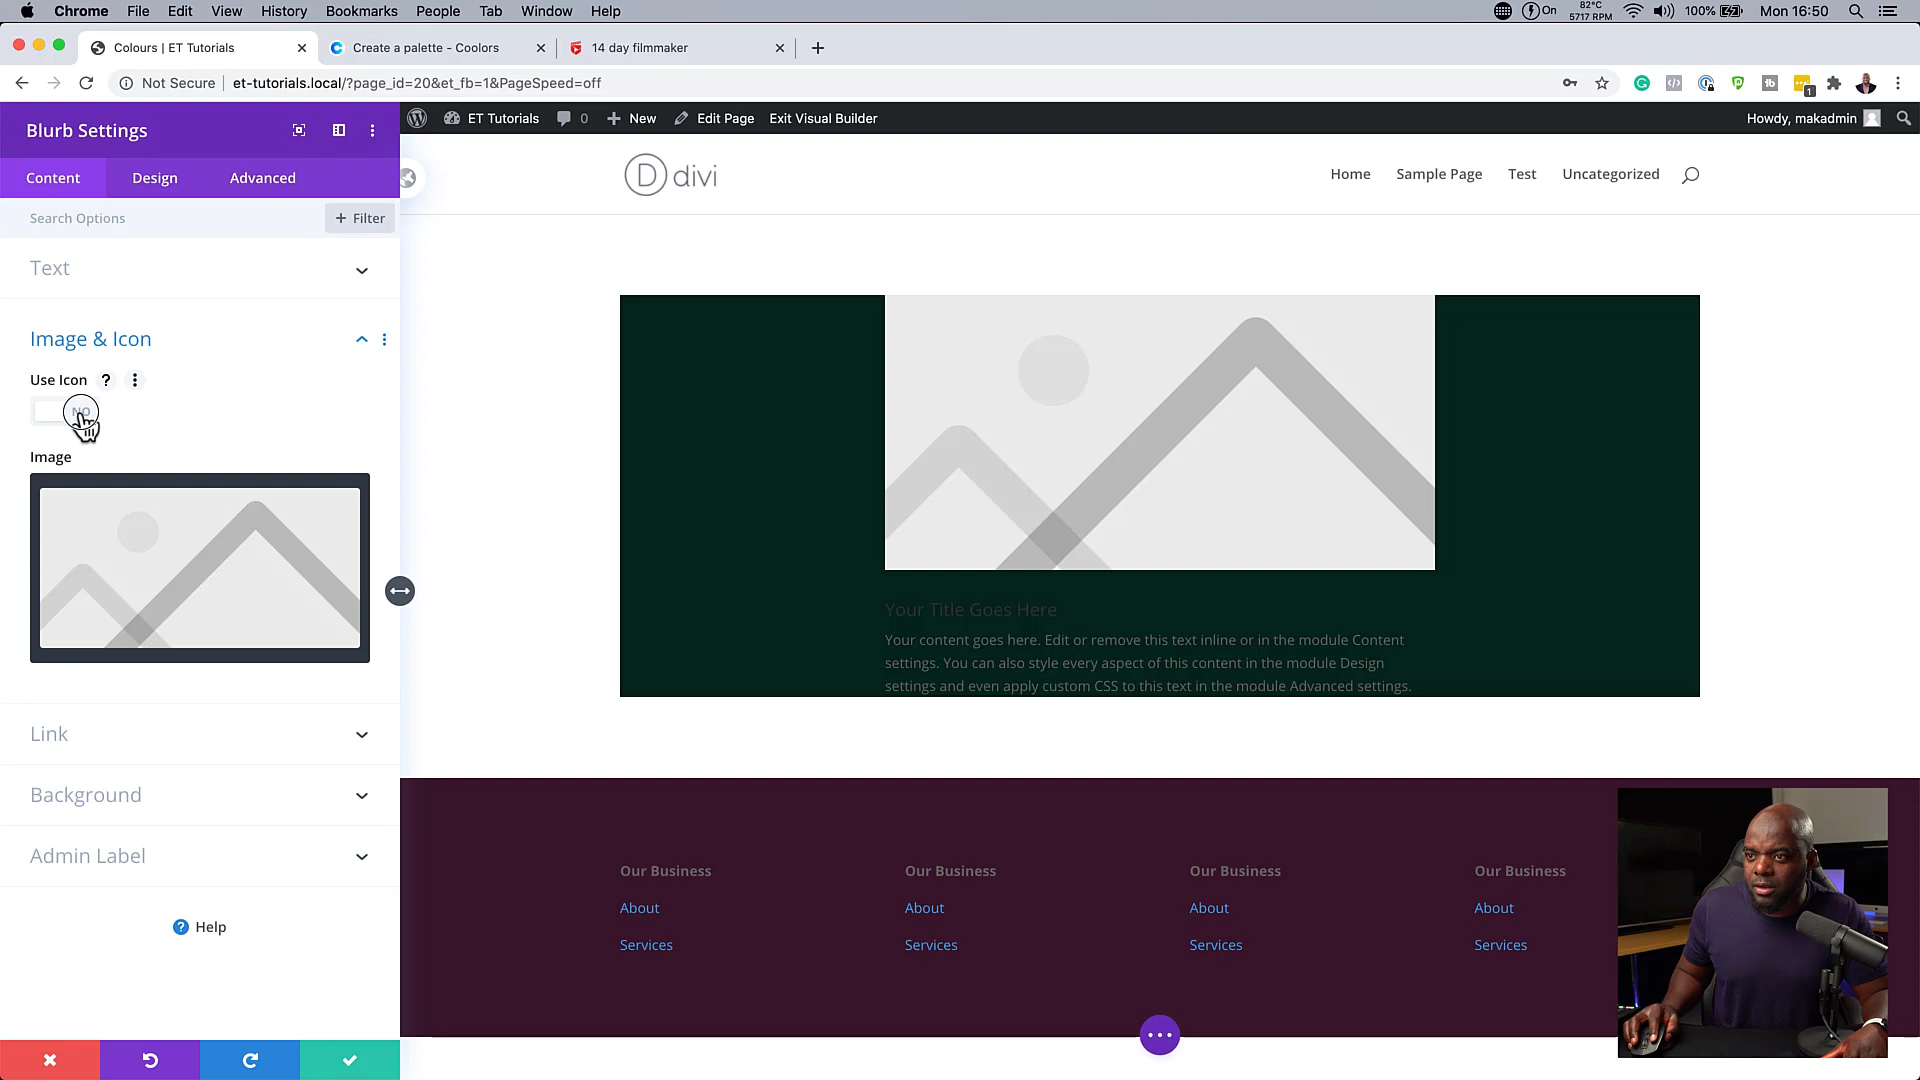 Chrome File Edit View History Bookmarks People Tab Window Help
On 82°C 5717 RPM 100% Mon 16:50
Colours | ET Tutorials
Create a palette - Coolors
14 day filmmaker
Not Secure et-tutorials.local/?page_id=20&et_fb=1&PageSpeed=off
1
Blurb Settings
ET Tutorials 0 New Edit Page Exit Visual Builder Howdy, makadmin
Content Design Advanced
D divi
Home Sample Page Test Uncategorized
Search Options
+ Filter
Text
Image & Icon
Use Icon ?
NO
Image
Link
Background
Admin Label
? Help
Your Title Goes Here
Your content goes here. Edit or remove this text inline or in the module Content
settings. You can also style every aspect of this content in the module Design
settings and even apply custom CSS to this text in the module Advanced settings.
Our Business Our Business Our Business Our Business
About About About About
Services Services Services Services